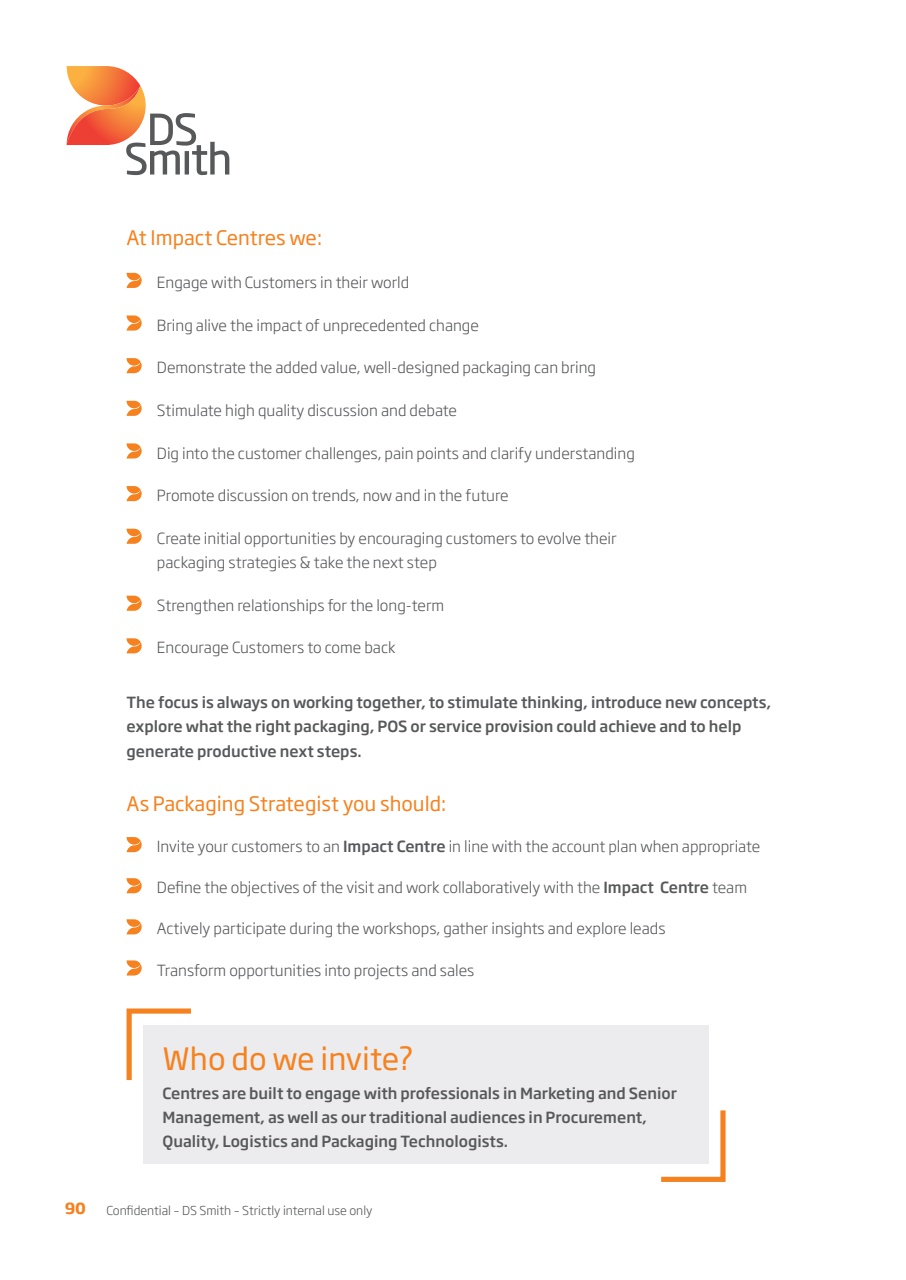 DS
Smith
At Impact Centres we:
Engage with Customers in their world
Bring alive the impact of unprecedented change
Demonstrate the added value, well-designed packaging can bring
Stimulate high quality discussion and debate
Dig into the customer challenges, pain points and clarify understanding
Promote discussion on trends, now and in the future
Create initial opportunities by encouraging customers to evolve their
packaging strategies & take the next step
Strengthen relationships for the long-term
Encourage Customers to come back
The focus is always on working together, to stimulate thinking, introduce new concepts,
explore what the right packaging, POS or service provision could achieve and to help
generate productive next steps.
As Packaging Strategist you should:
Invite your customers to an Impact Centre in line with the account plan when appropriate
Define the objectives of the visit and work collaboratively with the Impact Centre team
Actively participate during the workshops, gather insights and explore leads
Transform opportunities into projects and sales
Who do we invite?
Centres are built to engage with professionals in Marketing and Senior
Management, as well as our traditional audiences in Procurement,
Quality, Logistics and Packaging Technologists.
90 Confidential – DS Smith – Strictly internal use only